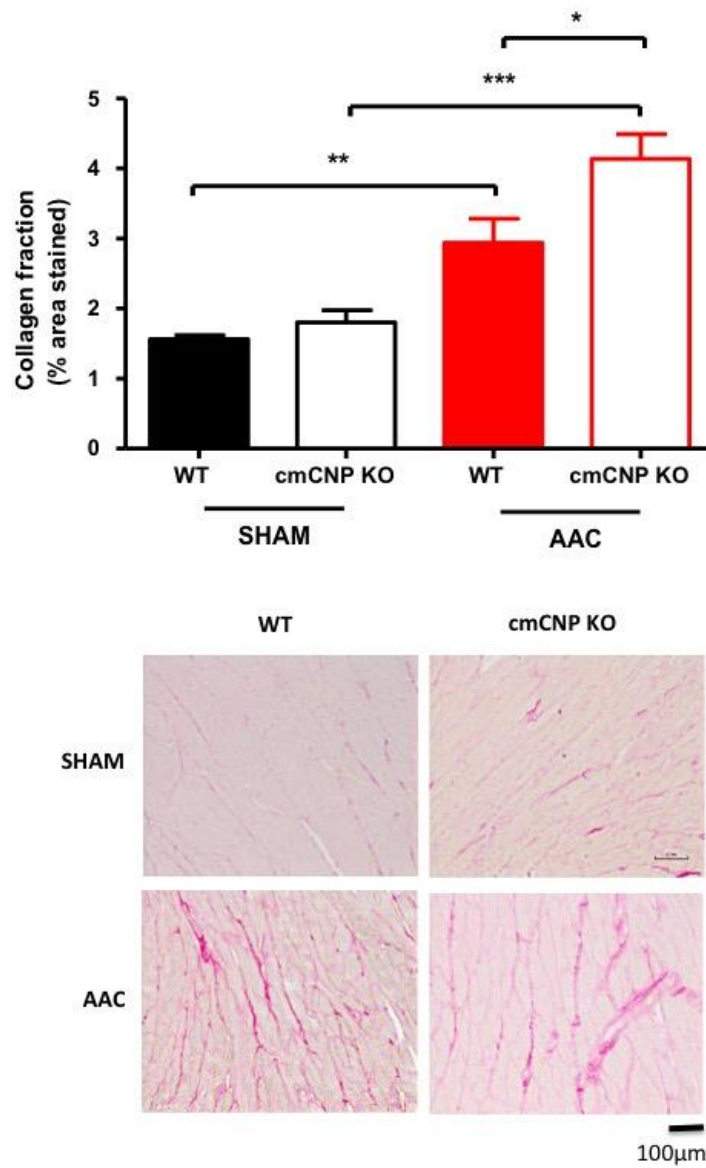 *
***
**
5
4
3
2
1
0
Collagen fraction
(% area stained)
WT cmCNP KO WT cmCNP KO
SHAM AAC
WT cmCNP KO
SHAM
AAC
100µm